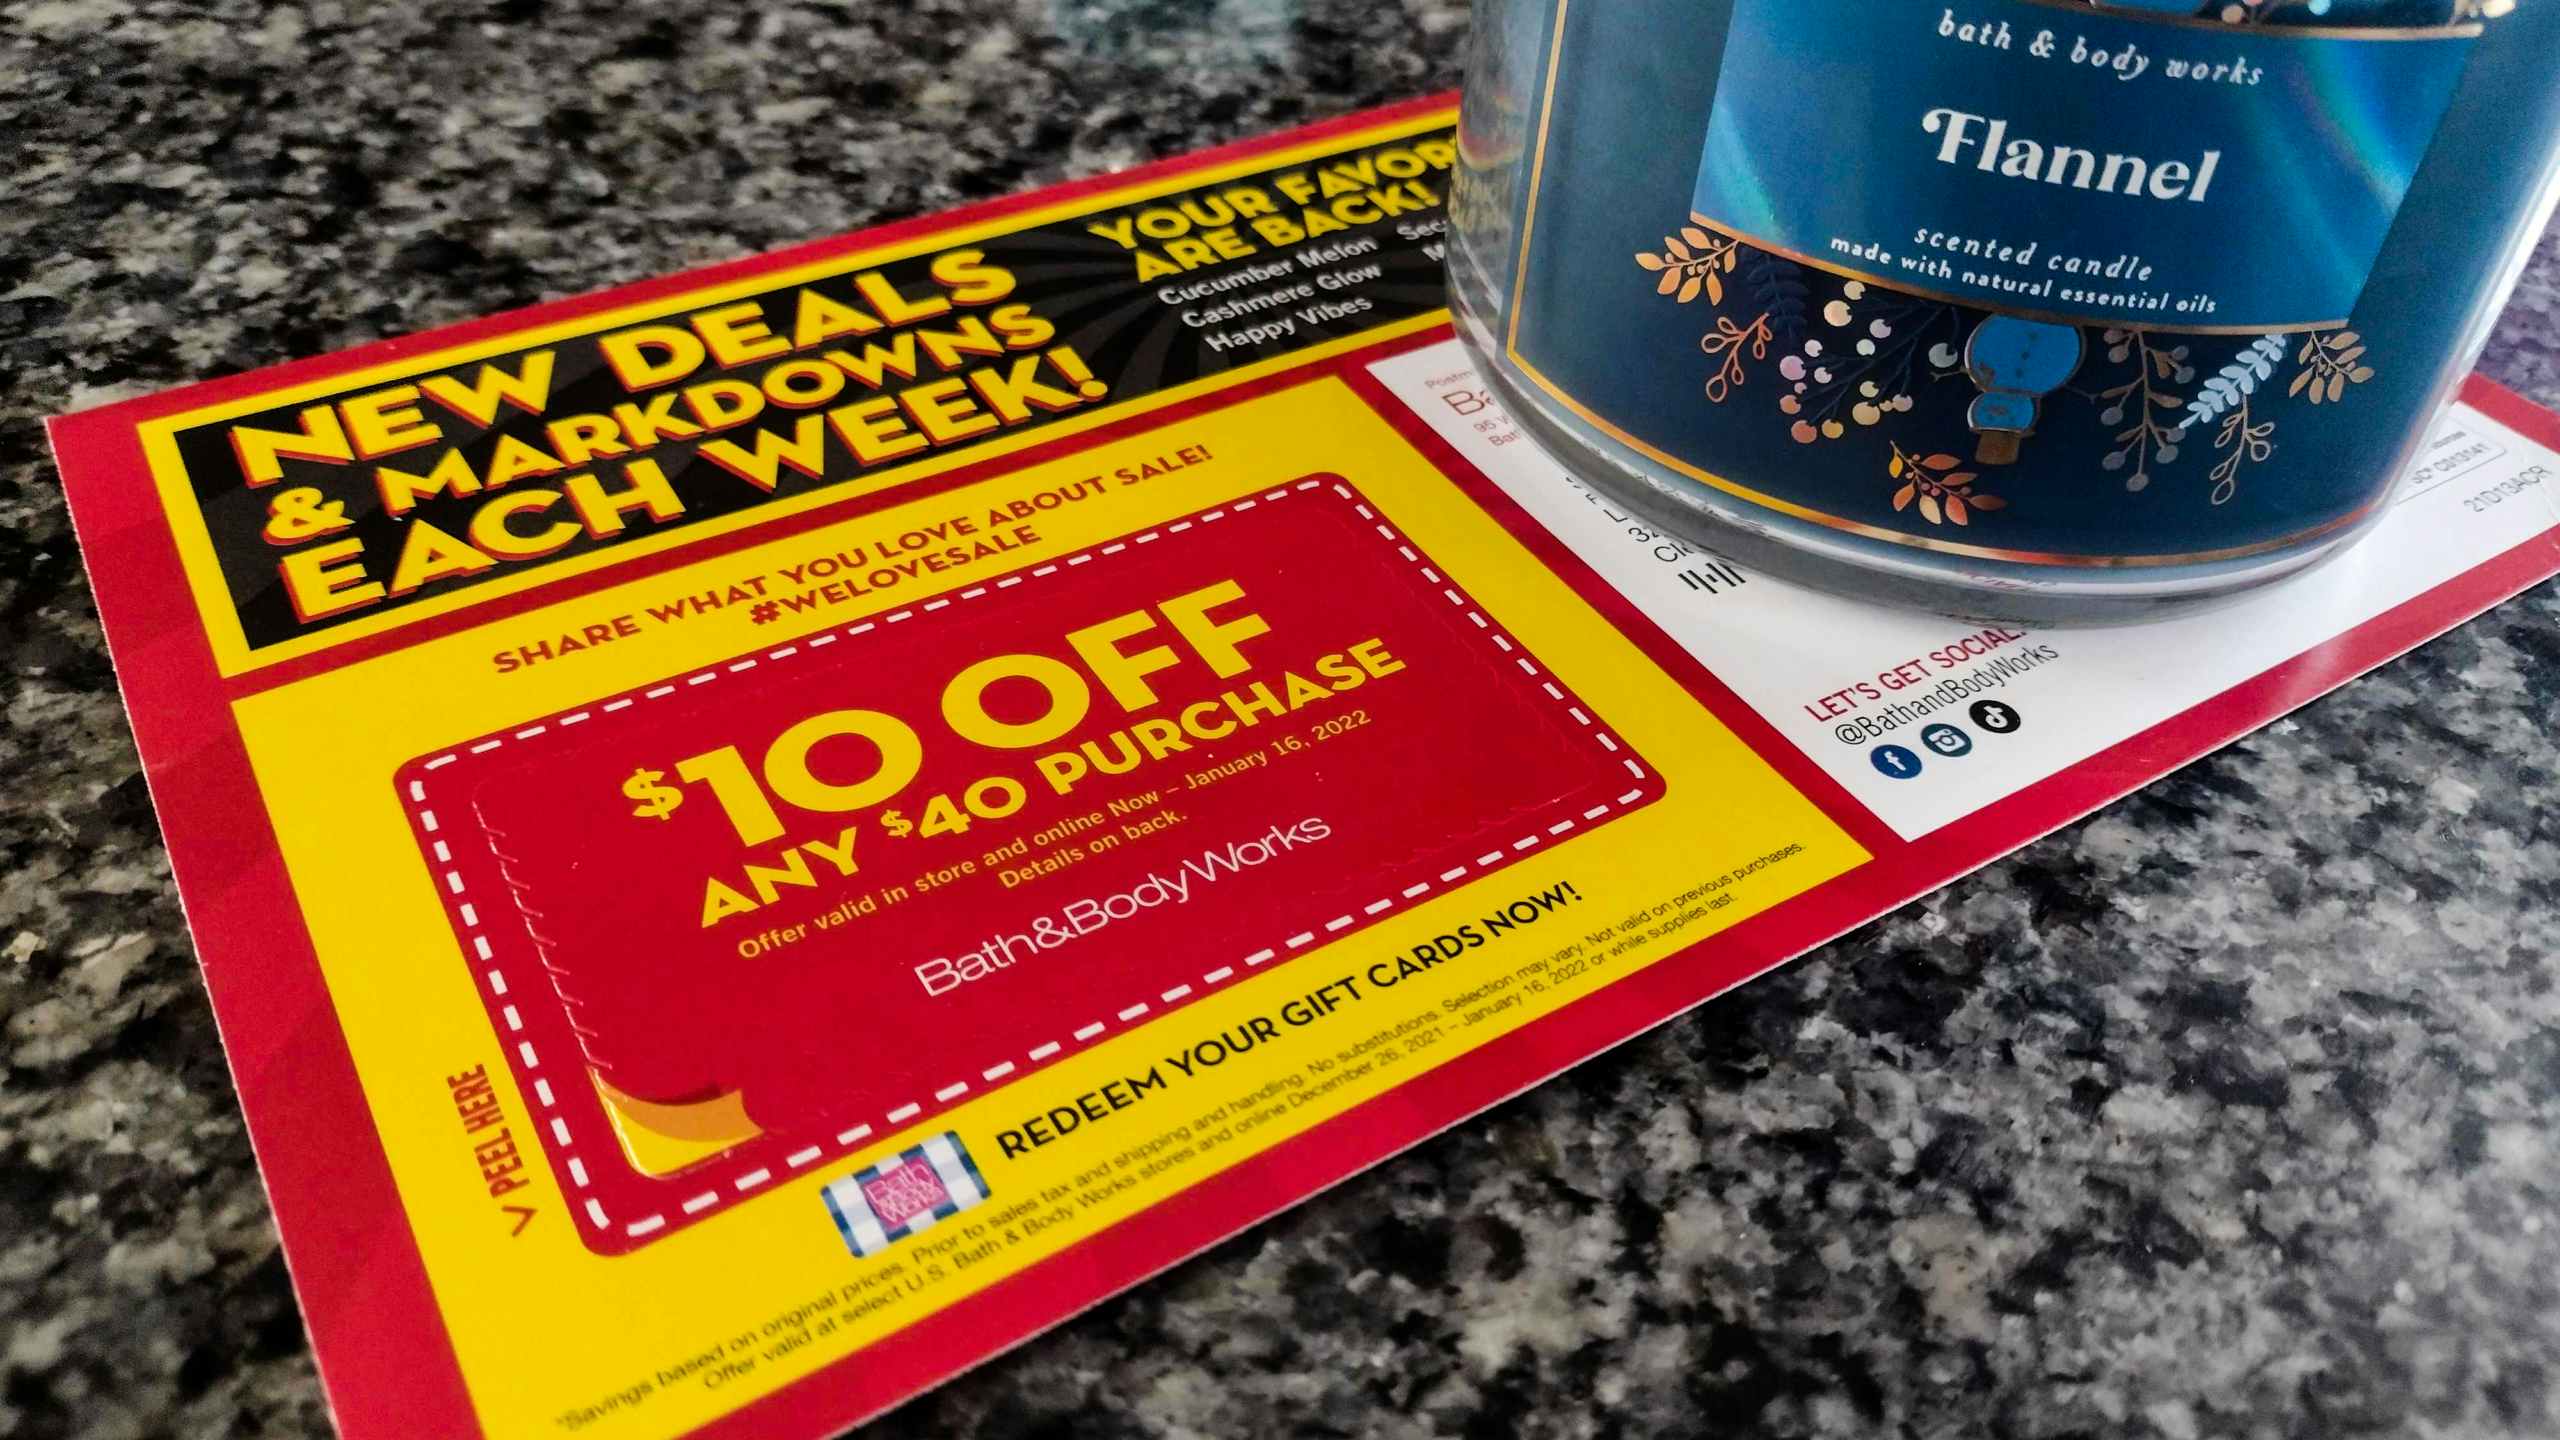 NEW DEALS
& MARKDOWNS
EACH WEEK!
YOUR
ARE BACK!
Cucumber Melon
Cashmere Glow
Happy Vibes
SHARE WHAT YOU LOVE ABOUT SALE!
#WELOVESALE
$10 OFF
ANY $40 PURCHASE
Offer valid in store and online Now – January 16, 2022
Details on back.
Bath&BodyWorks
> PEEL HERE
REDEEM YOUR GIFT CARDS NOW!
Bath
& Body
Works
*Savings based on original prices. Prior to sales tax and shipping and handling. No substitutions. Selection may vary. Not valid on previous purchases.
Offer valid at select U.S. Bath & Body Works stores and online December 26, 2021 – January 16, 2022 or while supplies last.
bath & body works
Flannel
scented candle
made with natural essential oils
21D13ACR
LET'S GET SOCIAL.
@BathandBodyWorks